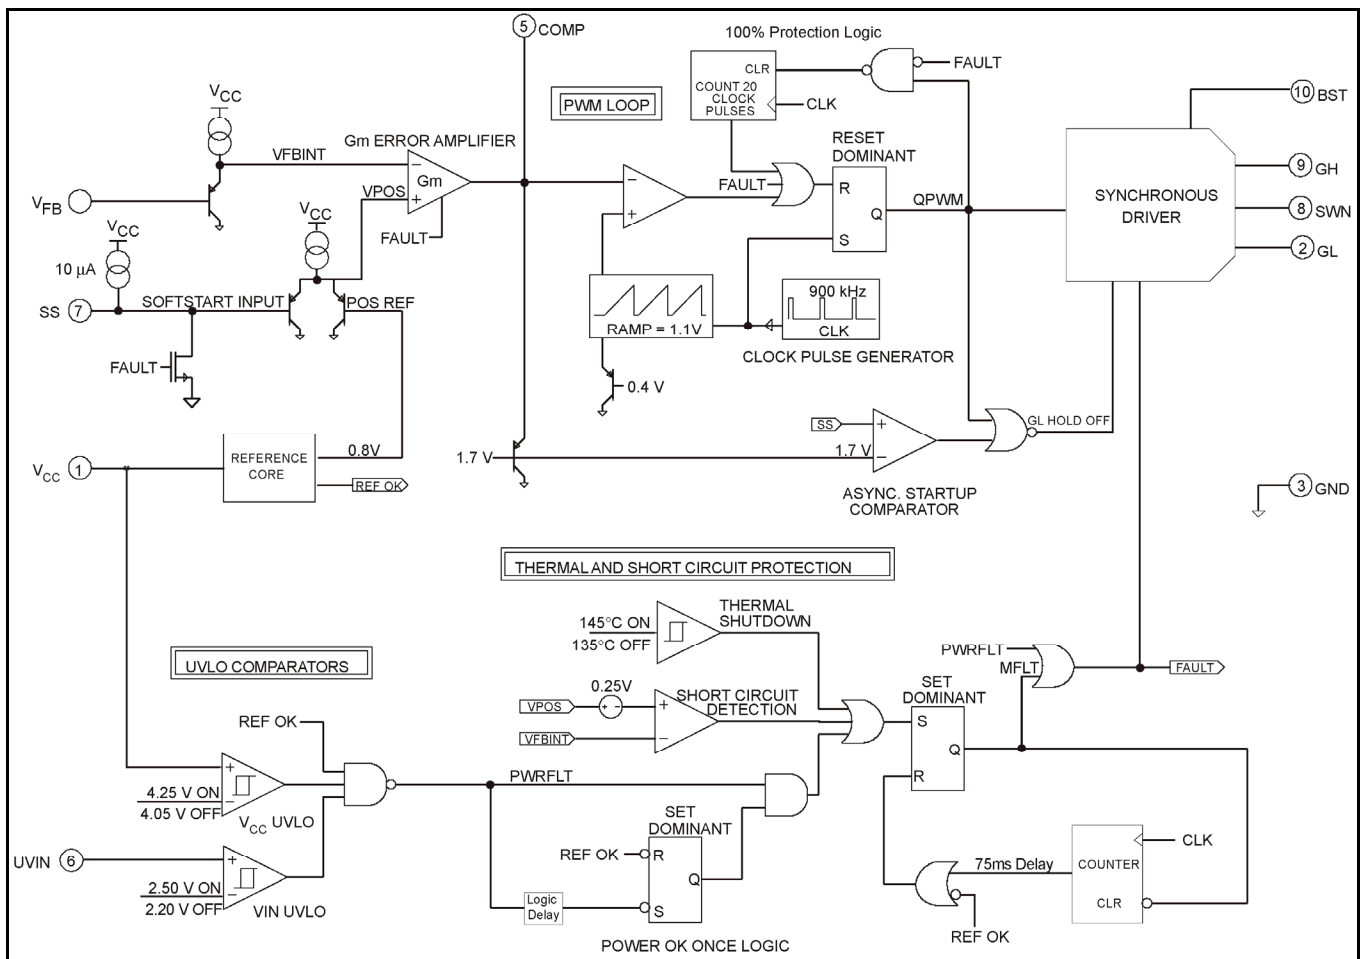 5 COMP
100% Protection Logic
CLR
COUNT 20
CLOCK
PULSES
CLK
FAULT
PWM LOOP
10 BST
VCC
Gm ERROR AMPLIFIER
RESET
DOMINANT
VFBINT
−
Gm
+
VPOS
FAULT
VFB
−
+
FAULT
R
Q
S
QPWM
SYNCHRONOUS
DRIVER
9 GH
8 SWN
2 GL
VCC
VCC
10 µA
SS 7
SOFTSTART INPUT
POS REF
900 kHz
CLK
RAMP = 1.1V
CLOCK PULSE GENERATOR
FAULT
0.4 V
SS
+
1.7 V
−
GL HOLD OFF
1.7 V
ASYNC. STARTUP
COMPARATOR
VCC 1
REFERENCE
CORE
0.8V
REF OK
3 GND
THERMAL AND SHORT CIRCUIT PROTECTION
THERMAL
SHUTDOWN
145°C ON
135°C OFF
UVLO COMPARATORS
0.25V
VPOS
+ −
+
SHORT CIRCUIT
DETECTION
VFBINT
−
PWRFLT
MFLT
FAULT
SET
DOMINANT
S
Q
R
REF OK
+
4.25 V ON
−
4.05 V OFF
VCC UVLO
PWRFLT
SET
DOMINANT
REF OK
R
Q
S
Logic
Delay
POWER OK ONCE LOGIC
UVIN 6
+
2.50 V ON
−
2.20 V OFF
VIN UVLO
75ms Delay
COUNTER
CLR
CLK
REF OK